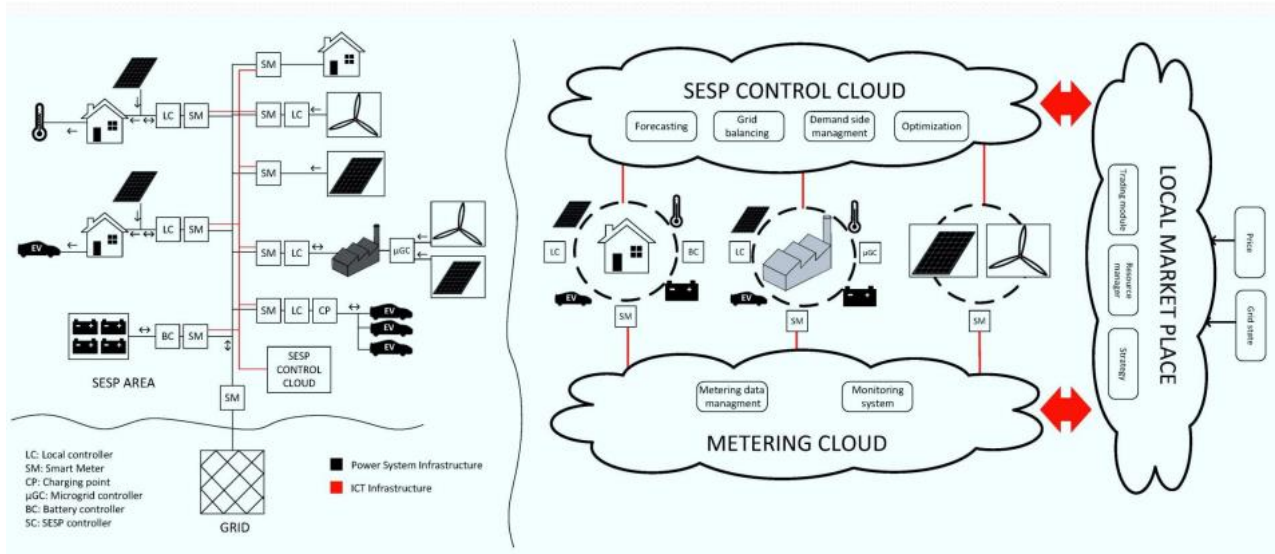 SM
LC
SM
SM
LC
SM
LC
SM
SM
LC
μGC
EV
SM
LC
CP
EV
EV
EV
BC
SM
SESP
CONTROL
CLOUD
SESP AREA
SM
LC: Local controller
SM: Smart Meter
CP: Charging point
μGC: Microgrid controller
BC: Battery controller
SC: SESP controller
GRID
Power System Infrastructure
ICT Infrastructure
SESP CONTROL CLOUD
Forecasting
Grid
balancing
Demand side
managment
Optimization
LC
BC
EV
SM
LC
μGC
EV
SM
SM
Metering data
managment
Monitoring
system
METERING CLOUD
LOCAL MARKET PLACE
Trading module
Resource
manager
Strategy
Price
Grid state